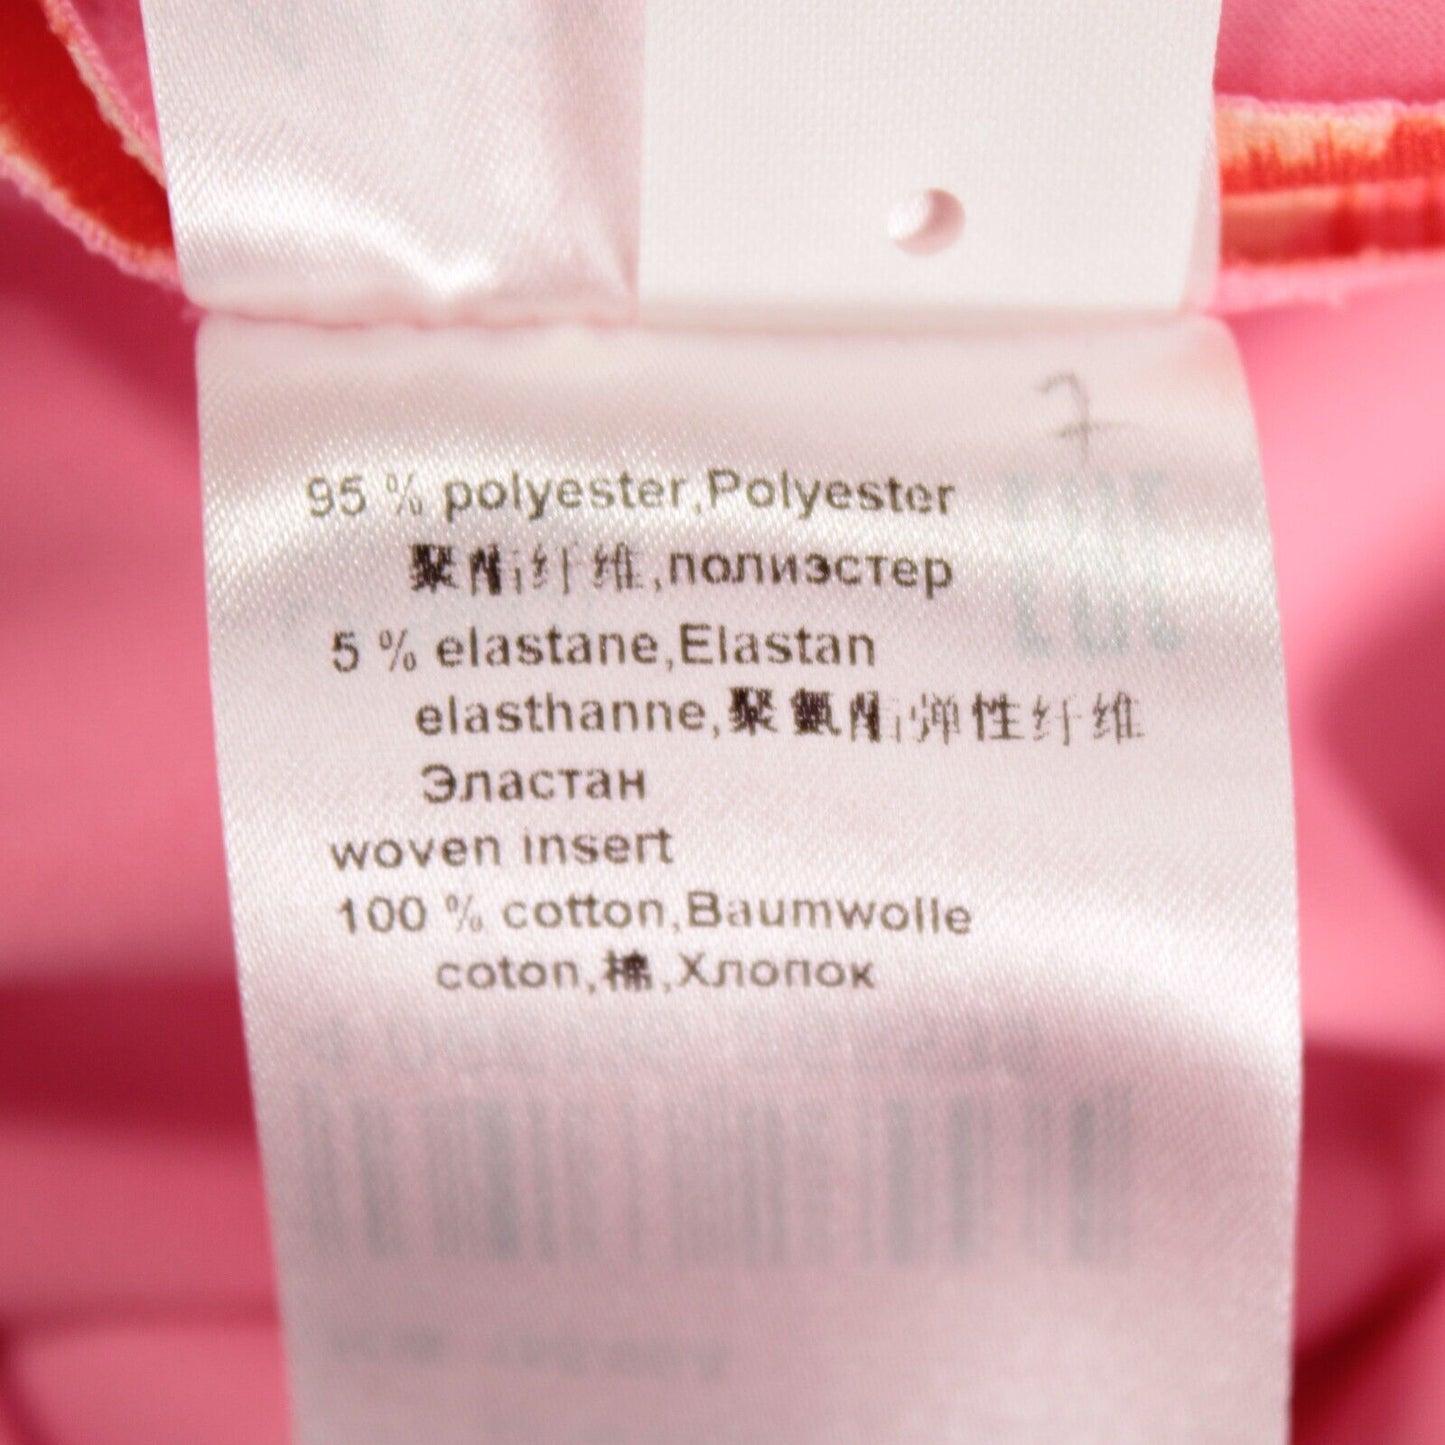 7
95 % polyester,Polyester
聚酯纤维,полиэстер
5 % elastane,Elastan
elasthanne,聚氨酯弹性纤维
Эластан
woven insert
100 % cotton,Baumwolle
coton,棉,Хлопок